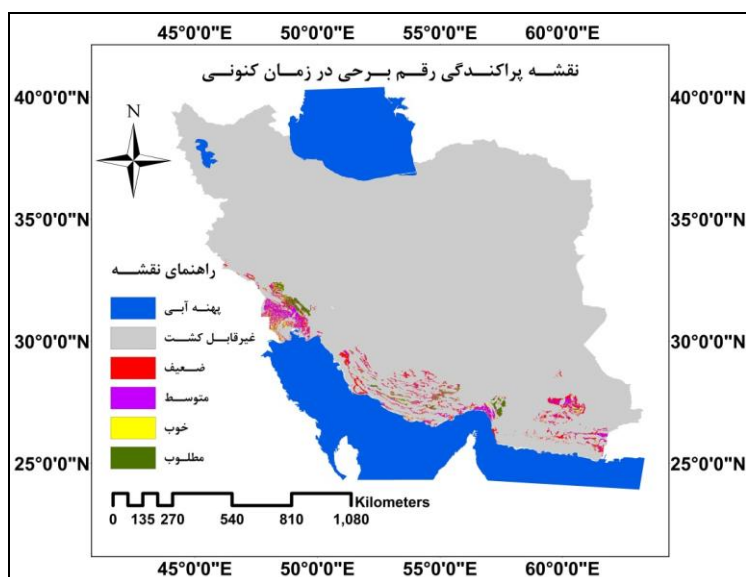 45°0'0"E 50°0'0"E 55°0'0"E 60°0'0"E
نقشه پراکندگی رقم برحی در زمان کنونی
40°0'0"N 40°0'0"N
N
35°0'0"N 35°0'0"N
راهنمای نقشه
پهنه آبی
غیرقابل کشت
30°0'0"N 30°0'0"N
ضعیف
متوسط
خوب
مطلوب
25°0'0"N 25°0'0"N
Kilometers
0 135 270 540 810 1,080
45°0'0"E 50°0'0"E 55°0'0"E 60°0'0"E